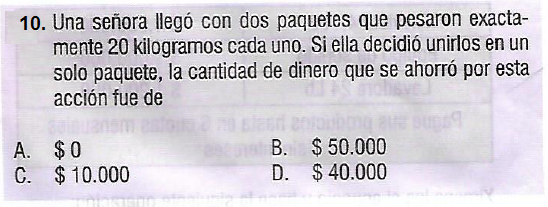 10. Una señora llegó con dos paquetes que pesaron exacta-
mente 20 kilogramos cada uno. Si ella decidió unirlos en un
solo paquete, la cantidad de dinero que se ahorró por esta
acción fue de
A. $ 0 B. $ 50.000
C. $ 10.000 D. $ 40.000